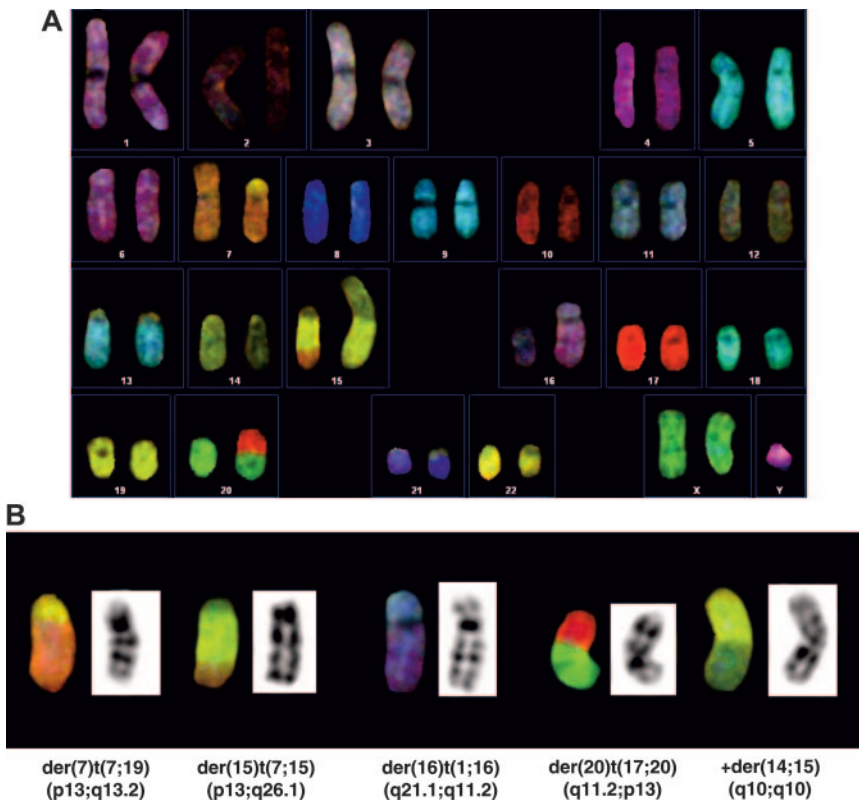 A
1 2 3 4 5
6 7 8 9 10 11 12
13 14 15 16 17 18
19 20 21 22 X Y
B
der(7)t(7;19) der(15)t(7;15) der(16)t(1;16) der(20)t(17;20) +der(14;15)
(p13;q13.2) (p13;q26.1) (q21.1;q11.2) (q11.2;p13) (q10;q10)